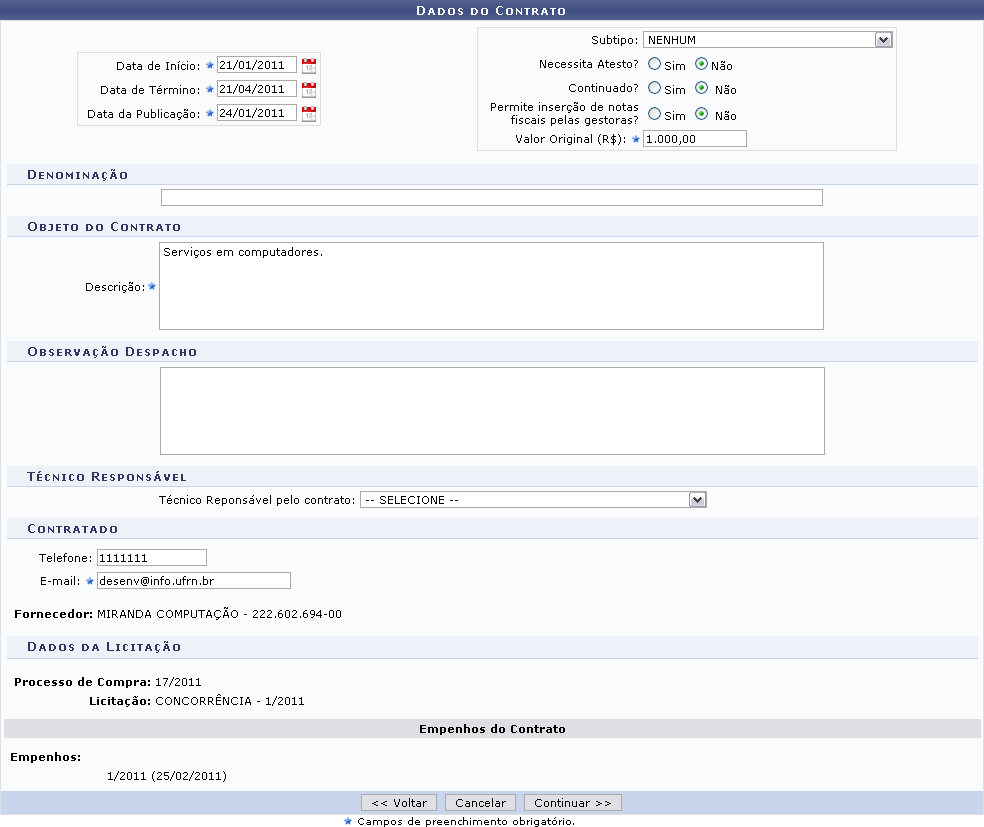 DADOS DO CONTRATO
Data de Início: 21/01/2011
Data de Término: 21/04/2011
Data da Publicação: 24/01/2011
Subtipo: NENHUM
Necessita Atesto? Sim Não
Continuado? Sim Não
Permite inserção de notas
fiscais pelas gestoras? Sim Não
Valor Original (R$): 1.000,00
DENOMINAÇÃO
OBJETO DO CONTRATO
Descrição: Serviços em computadores.
OBSERVAÇÃO DESPACHO
TÉCNICO RESPONSÁVEL
Técnico Reponsável pelo contrato: -- SELECIONE --
CONTRATADO
Telefone: 1111111
E-mail: desenv@info.ufrn.br
Fornecedor: MIRANDA COMPUTAÇÃO - 222.602.694-00
DADOS DA LICITAÇÃO
Processo de Compra: 17/2011
Licitação: CONCORRÊNCIA - 1/2011
Empenhos do Contrato
Empenhos:
1/2011 (25/02/2011)
<< Voltar Cancelar Continuar >>
Campos de preenchimento obrigatório.